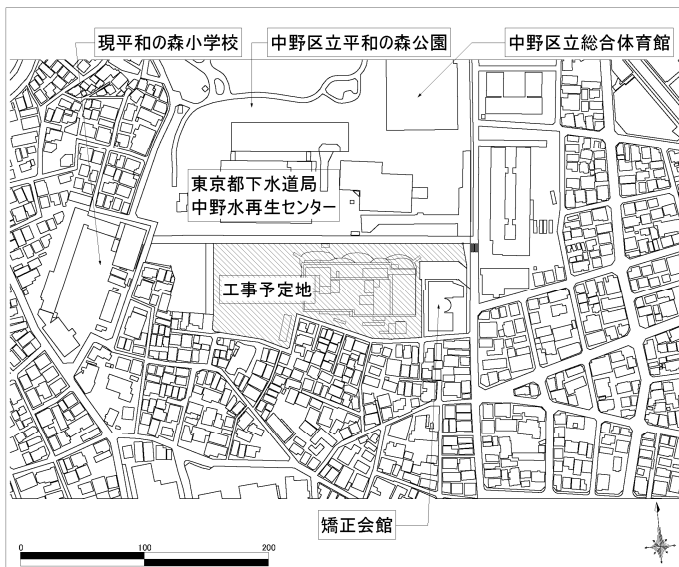 現平和の森小学校
中野区立平和の森公園
中野区立総合体育館
東京都下水道局
中野水再生センター
工事予定地
矯正会館
0 100 200